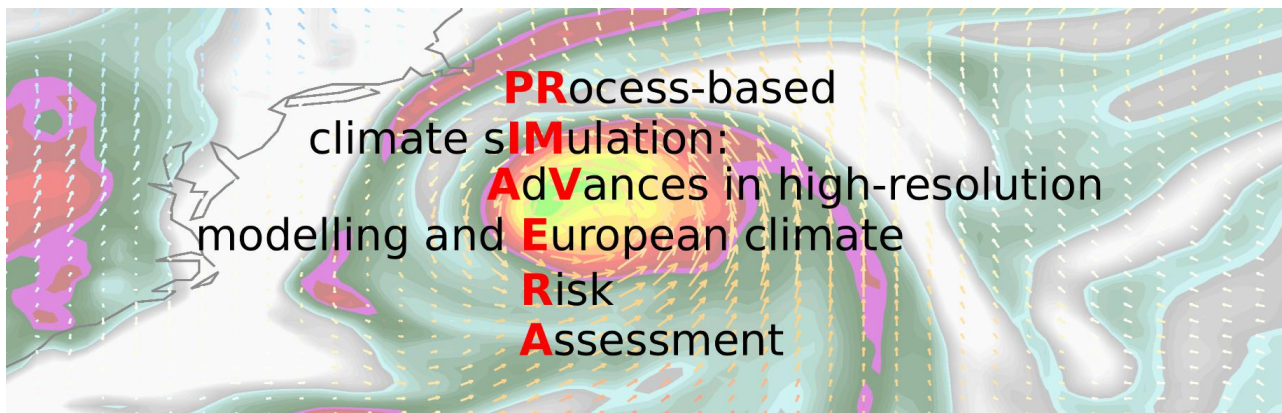 PRocess-based
climate sIMulation:
AdVances in high-resolution
modelling and European climate
Risk
Assessment